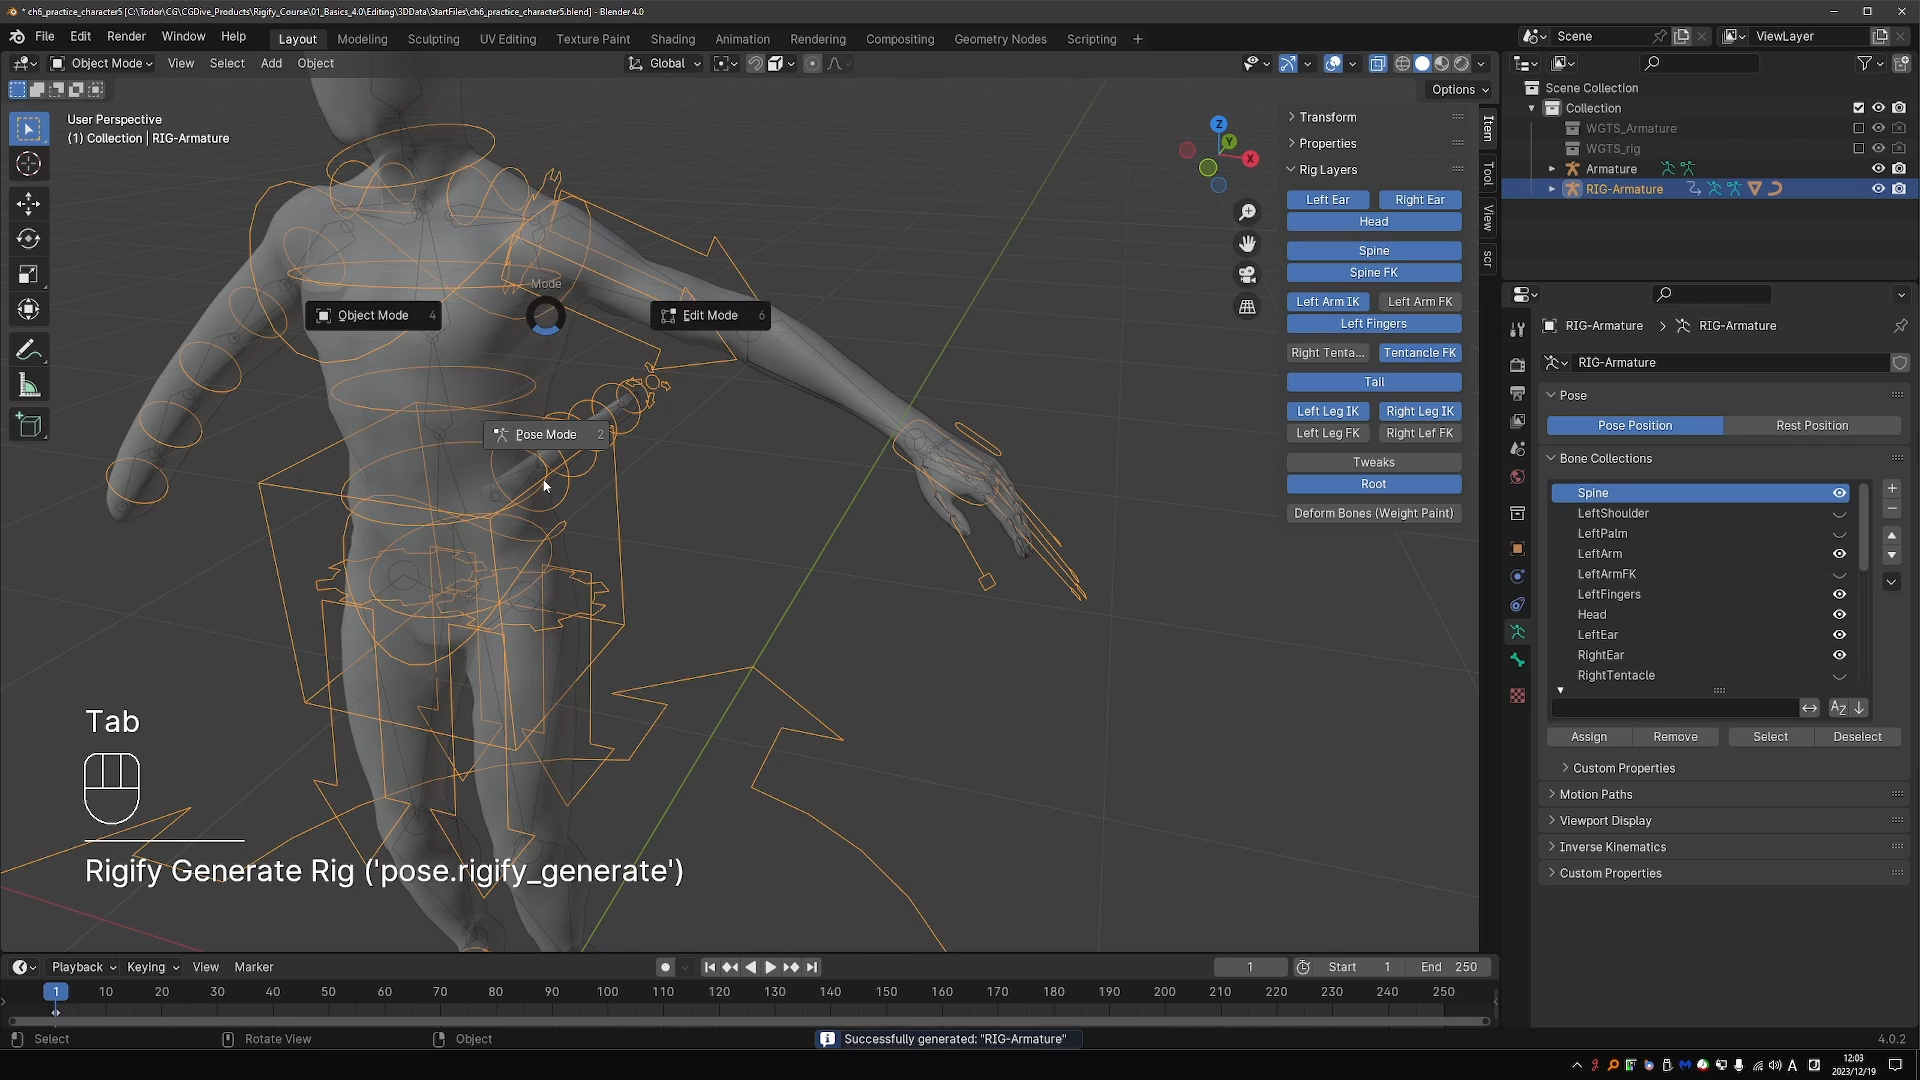 * ch6_practice_character5 [C:\Todor\CG\CGDive_Products\Rigify_Course\01_Basics_4.0\Editing\3DData\StartFiles\ch6_practice_character5.blend] - Blender 4.0
File Edit Render Window Help Layout Modeling Sculpting UV Editing Texture Paint Shading Animation Rendering Compositing Geometry Nodes Scripting + Scene ViewLayer
Object Mode View Select Add Object Global
Options
User Perspective
(1) Collection | RIG-Armature
Mode
Object Mode 4
Edit Mode 6
Pose Mode 2
Z
Y
X
Transform
Properties
Rig Layers
Left Ear Right Ear
Head
Spine
Spine FK
Left Arm IK Left Arm FK
Left Fingers
Right Tenta... Tentancle FK
Tail
Left Leg IK Right Leg IK
Left Leg FK Right Lef FK
Tweaks
Root
Deform Bones (Weight Paint)
Item
Tool
View
scr
Scene Collection
Collection
WGTS_Armature
WGTS_rig
Armature
RIG-Armature
RIG-Armature > RIG-Armature
RIG-Armature
Pose
Pose Position Rest Position
Bone Collections
Spine
LeftShoulder
LeftPalm
LeftArm
LeftArmFK
LeftFingers
Head
LeftEar
RightEar
RightTentacle
Assign Remove Select Deselect
Custom Properties
Motion Paths
Viewport Display
Inverse Kinematics
Custom Properties
Tab
Rigify Generate Rig ('pose.rigify_generate')
Playback Keying View Marker 1 Start 1 End 250
1 10 20 30 40 50 60 70 80 90 100 110 120 130 140 150 160 170 180 190 200 210 220 230 240 250
Select Rotate View Object Successfully generated: "RIG-Armature" 4.0.2
A 12:03
2023/12/19